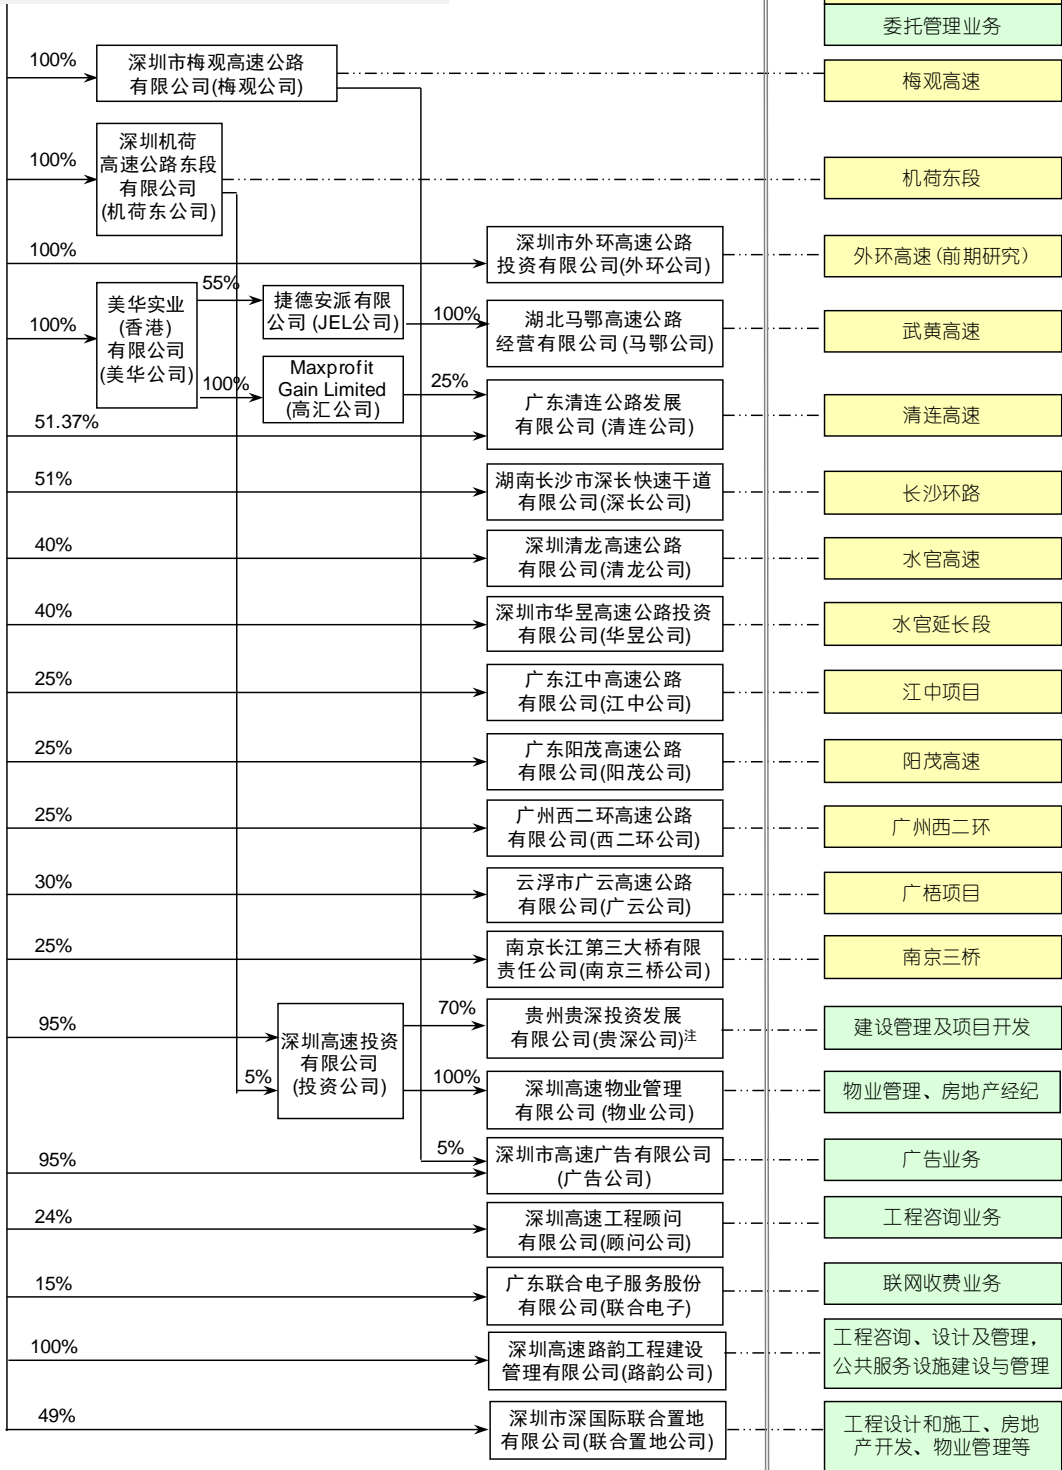 委托管理业务
100%
深圳市梅观高速公路
有限公司(梅观公司)
梅观高速
100%
深圳机荷
高速公路东段
有限公司
(机荷东公司)
机荷东段
100%
深圳市外环高速公路
投资有限公司(外环公司)
外环高速(前期研究)
100%
美华实业
(香港)
有限公司
(美华公司)
55%
捷德安派有限
公司 (JEL公司)
100%
湖北马鄂高速公路
经营有限公司 (马鄂公司)
武黄高速
100%
Maxprofit
Gain Limited
(高汇公司)
25%
广东清连公路发展
有限公司 (清连公司)
清连高速
51.37%
51%
湖南长沙市深长快速干道
有限公司(深长公司)
长沙环路
40%
深圳清龙高速公路
有限公司(清龙公司)
水官高速
40%
深圳市华昱高速公路投资
有限公司(华昱公司)
水官延长段
25%
广东江中高速公路
有限公司(江中公司)
江中项目
25%
广东阳茂高速公路
有限公司(阳茂公司)
阳茂高速
25%
广州西二环高速公路
有限公司(西二环公司)
广州西二环
30%
云浮市广云高速公路
有限公司(广云公司)
广梧项目
25%
南京长江第三大桥有限
责任公司(南京三桥公司)
南京三桥
95%
5%
深圳高速投资
有限公司
(投资公司)
70%
贵州贵深投资发展
有限公司(贵深公司)注
建设管理及项目开发
100%
深圳高速物业管理
有限公司 (物业公司)
物业管理、房地产经纪
95%
5%
深圳市高速广告有限公司
(广告公司)
广告业务
24%
深圳高速工程顾问
有限公司(顾问公司)
工程咨询业务
15%
广东联合电子服务股份
有限公司(联合电子)
联网收费业务
100%
深圳高速路韵工程建设
管理有限公司(路韵公司)
工程咨询、设计及管理，
公共服务设施建设与管理
49%
深圳市深国际联合置地
有限公司(联合置地公司)
工程设计和施工、房地
产开发、物业管理等